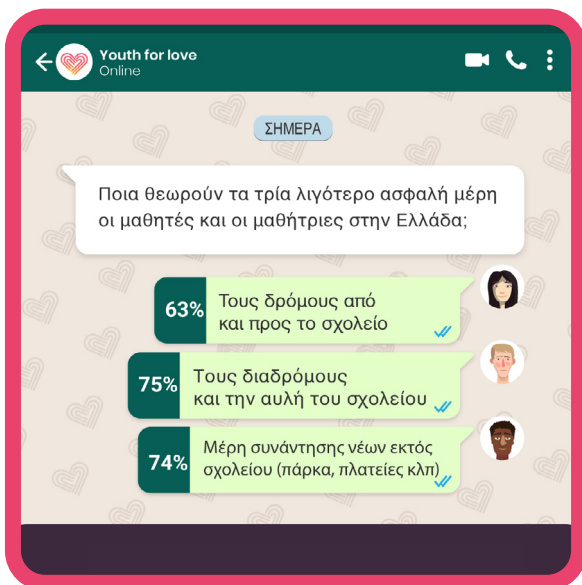 Youth for love
Online
ΣΗΜΕΡΑ
Ποια θεωρούν τα τρία λιγότερο ασφαλή μέρη
οι μαθητές και οι μαθήτριες στην Ελλάδα;
63% Τους δρόμους από
και προς το σχολείο
75% Τους διαδρόμους
και την αυλή του σχολείου
74% Μέρη συνάντησης νέων εκτός
σχολείου (πάρκα, πλατείες κλπ)